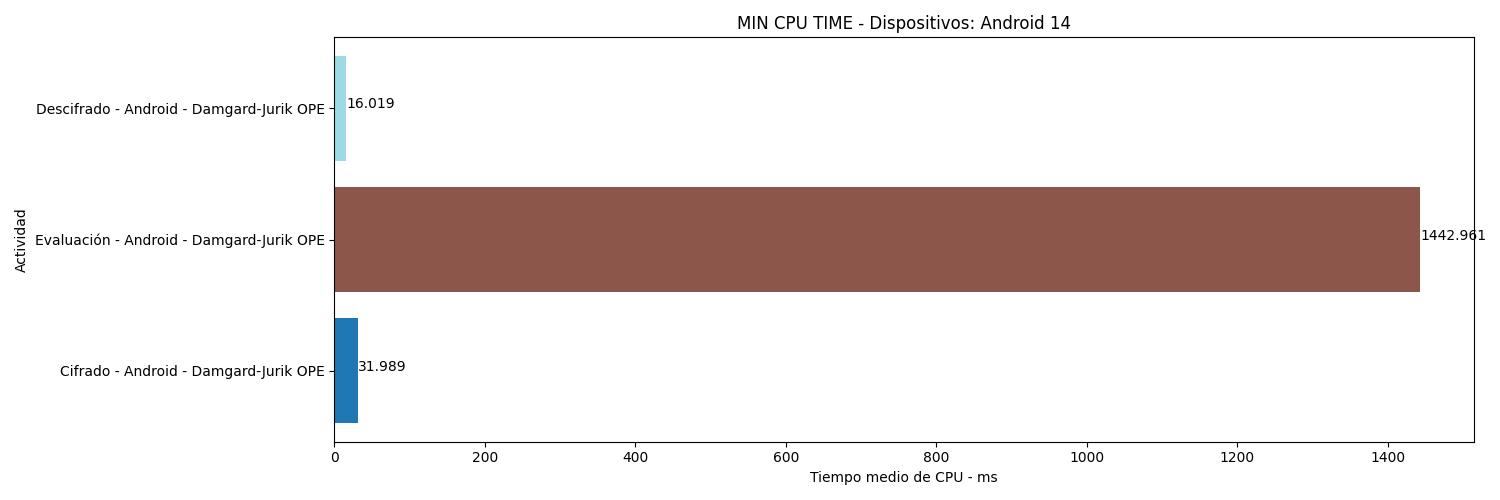 MIN CPU TIME - Dispositivos: Android 14
Actividad
Descifrado - Android - Damgard-Jurik OPE
16.019
Evaluación - Android - Damgard-Jurik OPE
1442.961
Cifrado - Android - Damgard-Jurik OPE
31.989
0 200 400 600 800 1000 1200 1400
Tiempo medio de CPU - ms